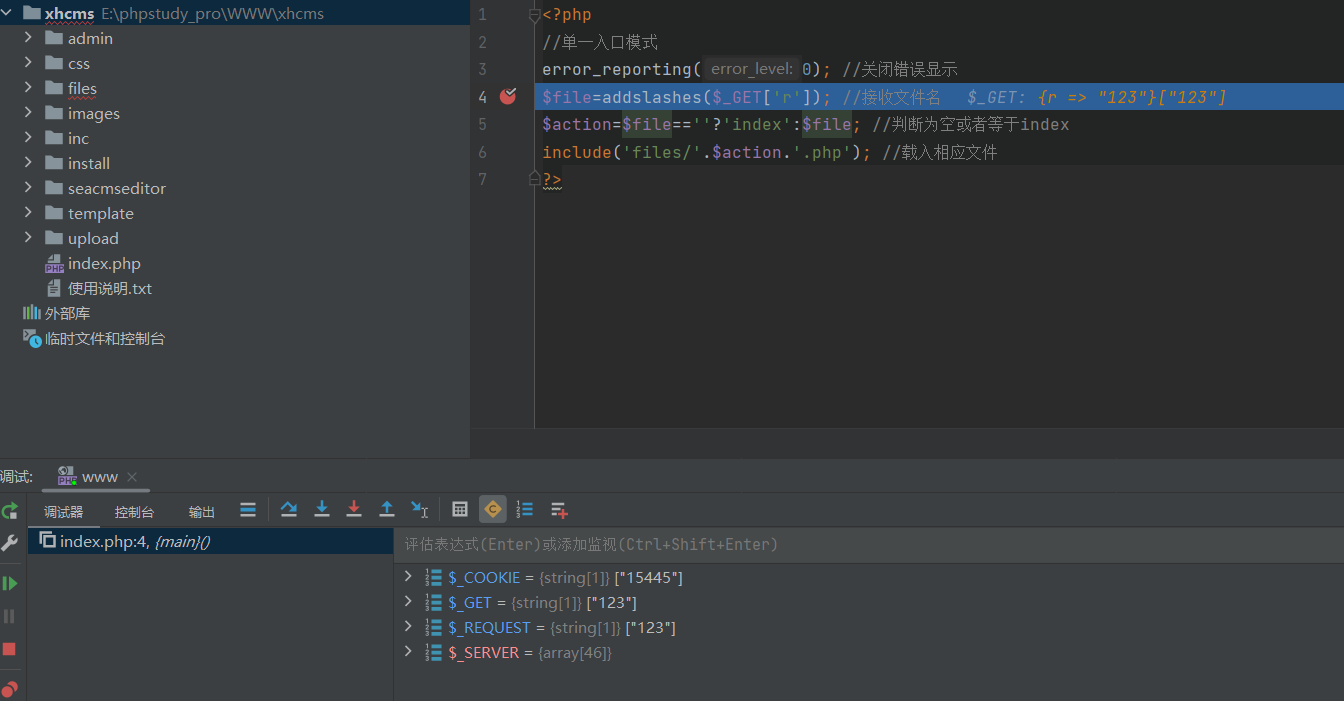 xhcms E:\phpstudy_pro\WWW\xhcms
admin
css
files
images
inc
install
seacmseditor
template
upload
index.php
使用说明.txt
外部库
临时文件和控制台
1 <?php
2 //单一入口模式
3 error_reporting( error_level: 0); //关闭错误显示
4 $file=addslashes($_GET['r']); //接收文件名 $_GET: {r => "123"}["123"]
5 $action=$file==''?'index':$file; //判断为空或者等于index
6 include('files/'.$action.'.php'); //载入相应文件
7 ?>
调试: www
调试器 控制台 输出
index.php:4, {main}()
评估表达式(Enter)或添加监视(Ctrl+Shift+Enter)
$_COOKIE = {string[1]} ["15445"]
$_GET = {string[1]} ["123"]
$_REQUEST = {string[1]} ["123"]
$_SERVER = {array[46]}